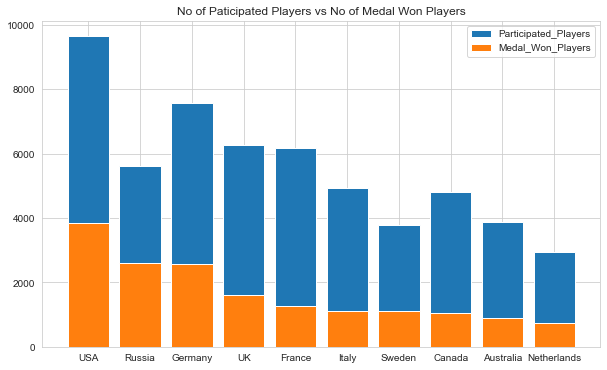 No of Paticipated Players vs No of Medal Won Players
Participated_Players
Medal_Won_Players
10000
8000
6000
4000
2000
0
USA Russia Germany UK France Italy Sweden Canada Australia Netherlands